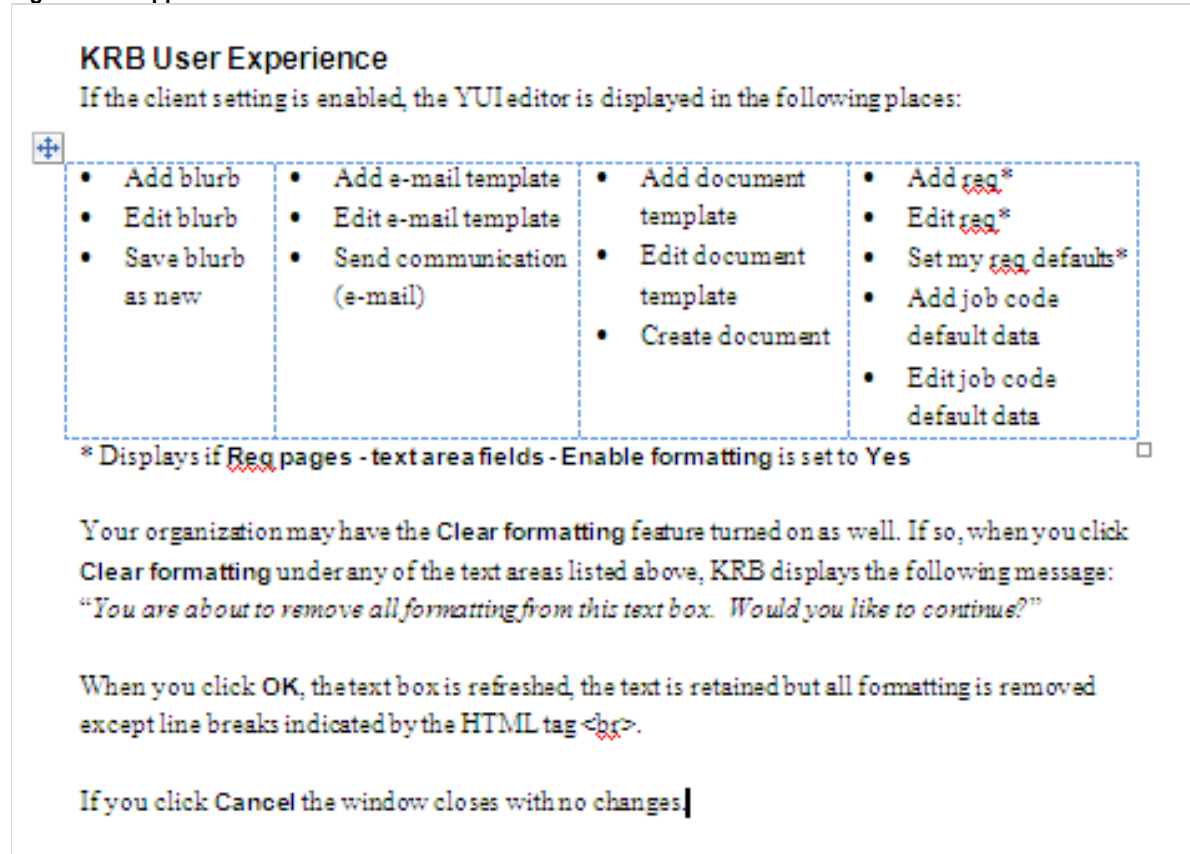 KRB User Experience
If the client setting is enabled, the YUI editor is displayed in the following places:
• Add blurb
• Edit blurb
• Save blurb
as new
• Add e-mail template
• Edit e-mail template
• Send communication
(e-mail)
• Add document
template
• Edit document
template
• Create document
• Add req*
• Edit req*
• Set my req defaults*
• Add job code
default data
• Edit job code
default data
* Displays if Req pages - text area fields - Enable formatting is set to Yes
Your organization may have the Clear formatting feature turned on as well. If so, when you click
Clear formatting under any of the text areas listed above, KRB displays the following message:
“You are about to remove all formatting from this text box.  Would you like to continue?”
When you click OK, the text box is refreshed, the text is retained but all formatting is removed
except line breaks indicated by the HTML tag <br>.
If you click Cancel the window closes with no changes.